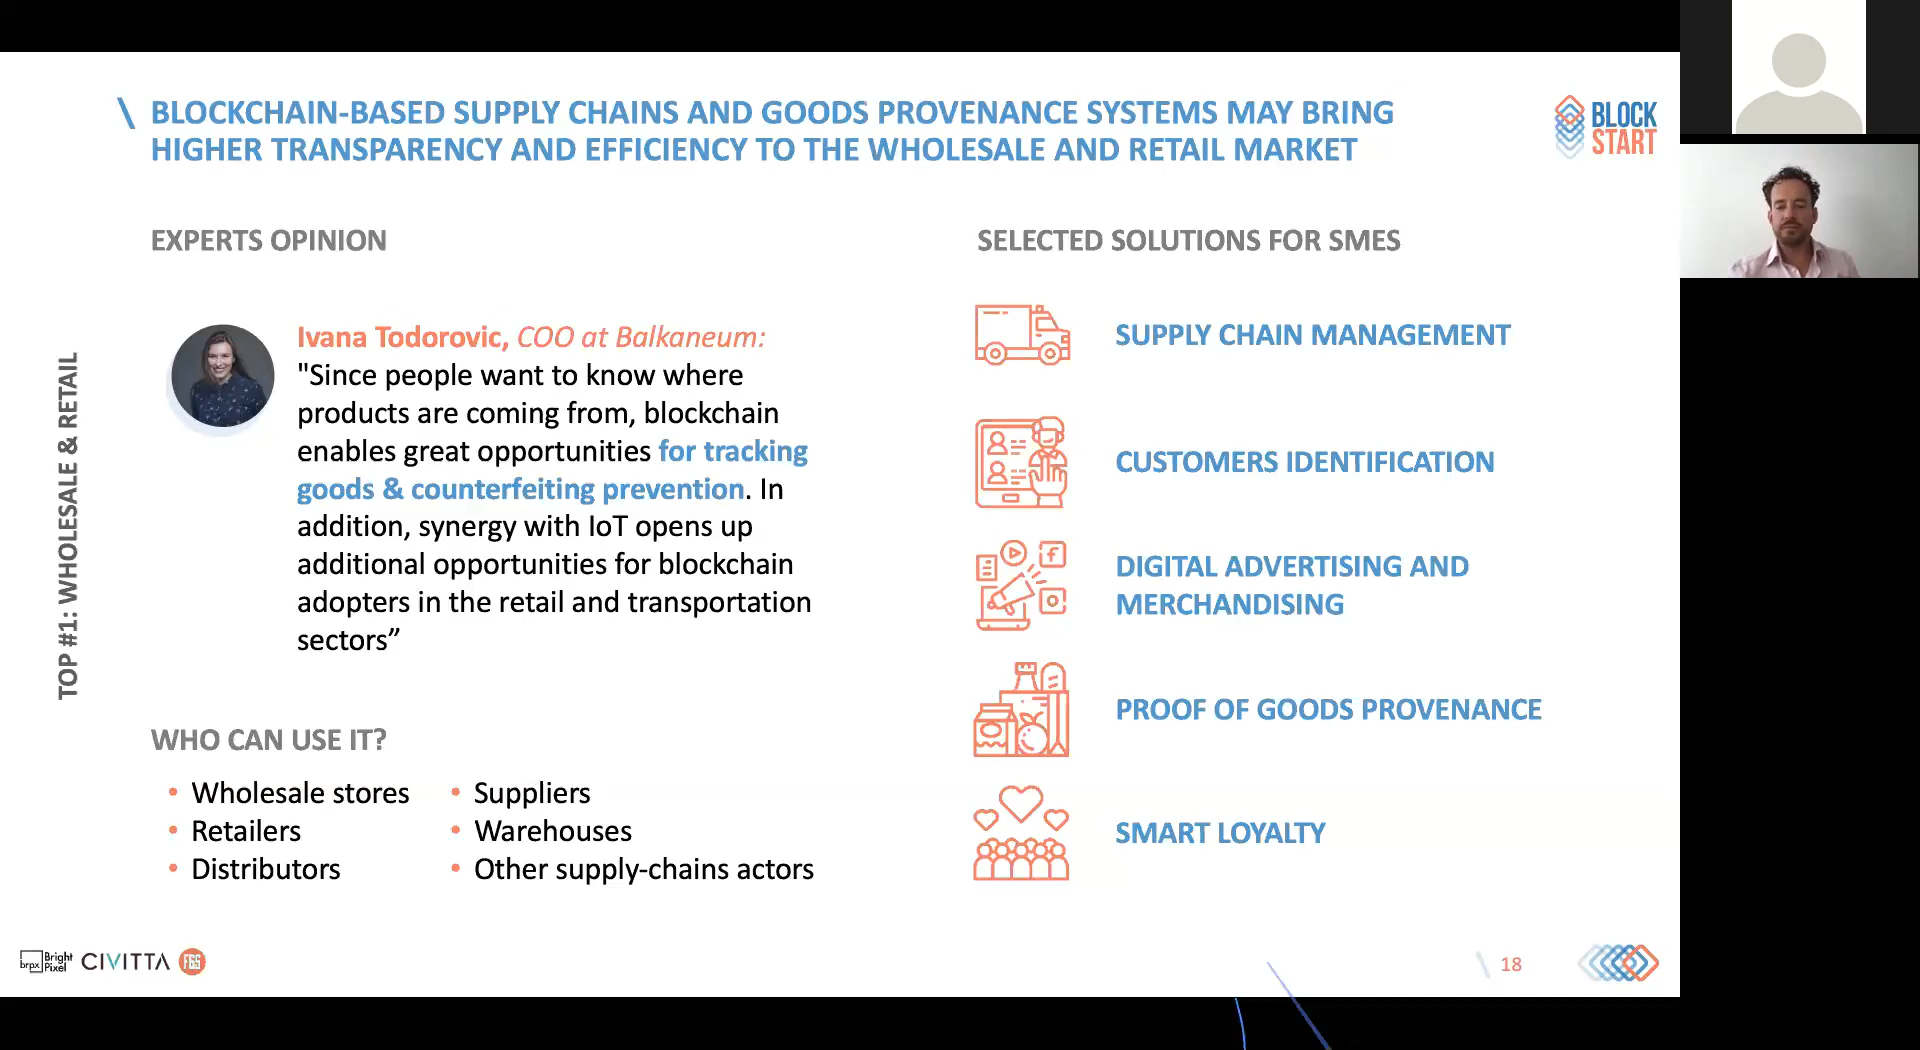 \ BLOCKCHAIN-BASED SUPPLY CHAINS AND GOODS PROVENANCE SYSTEMS MAY BRING
HIGHER TRANSPARENCY AND EFFICIENCY TO THE WHOLESALE AND RETAIL MARKET
BLOCK
START
TOP #1: WHOLESALE & RETAIL
EXPERTS OPINION
Ivana Todorovic, COO at Balkaneum:
"Since people want to know where
products are coming from, blockchain
enables great opportunities for tracking
goods & counterfeiting prevention. In
addition, synergy with IoT opens up
additional opportunities for blockchain
adopters in the retail and transportation
sectors”
WHO CAN USE IT?
• Wholesale stores
• Retailers
• Distributors
• Suppliers
• Warehouses
• Other supply-chains actors
SELECTED SOLUTIONS FOR SMES
SUPPLY CHAIN MANAGEMENT
CUSTOMERS IDENTIFICATION
DIGITAL ADVERTISING AND
MERCHANDISING
PROOF OF GOODS PROVENANCE
SMART LOYALTY
brpx Bright
Pixel
CIVITTA
F6S
\ 18